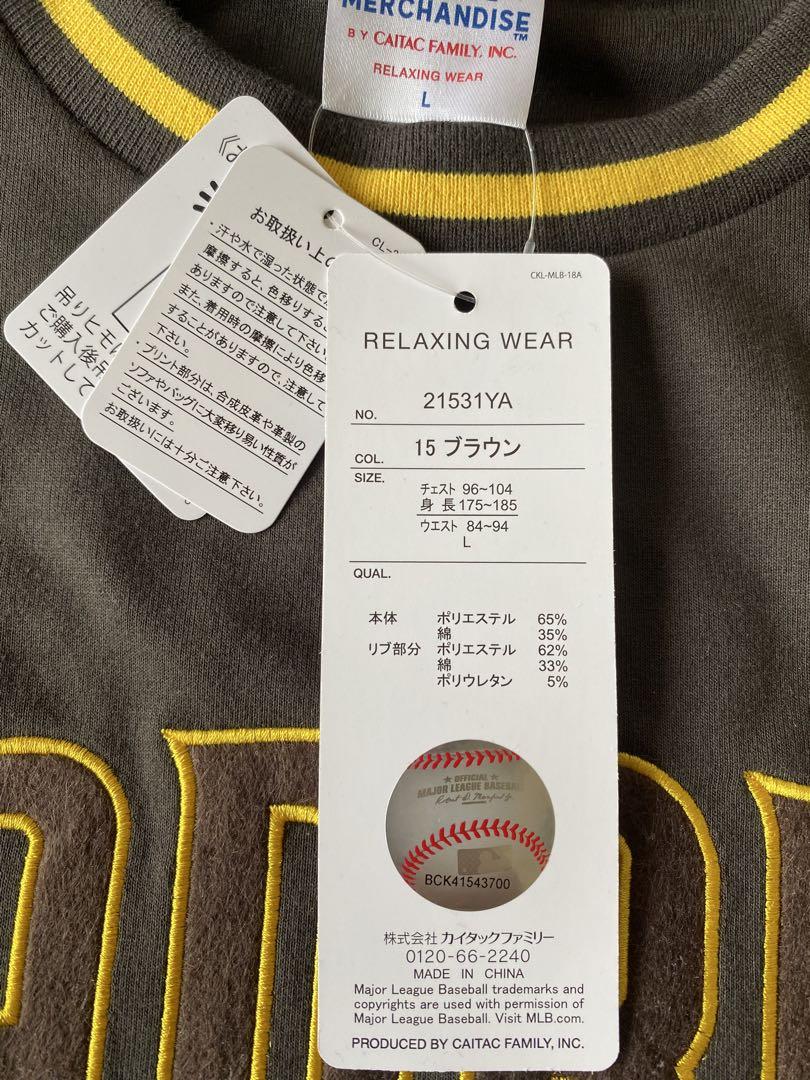 MERCHANDISE™
BY CAITAC FAMILY, INC.
RELAXING WEAR
L
吊りヒモ
ご購入後
カットして
CL-
お取扱い上の
・汗や水で湿った状態で
摩擦すると、色移りする
ありますので注意して下さい
また、着用時の摩擦により色移
することがありますので、注意して
下さい。
・プリント部分は、合成皮革や革製の
ソファやバッグに大変移り易い性質が
ございます。
お取扱いには十分ご注意下さい。
CKL-MLB-18A
RELAXING WEAR
NO. 21531YA
COL. 15 ブラウン
SIZE.
チェスト 96~104
身 長 175~185
ウエスト 84~94
L
QUAL.
本体 ポリエステル 65%
綿 35%
リブ部分 ポリエステル 62%
綿 33%
ポリウレタン 5%
★ OFFICIAL ★
MAJOR LEAGUE BASEBALL
BCK41543700
株式会社 カイタックファミリー
0120-66-2240
MADE IN CHINA
Major League Baseball trademarks and
copyrights are used with permission of
Major League Baseball. Visit MLB.com.
PRODUCED BY CAITAC FAMILY, INC.